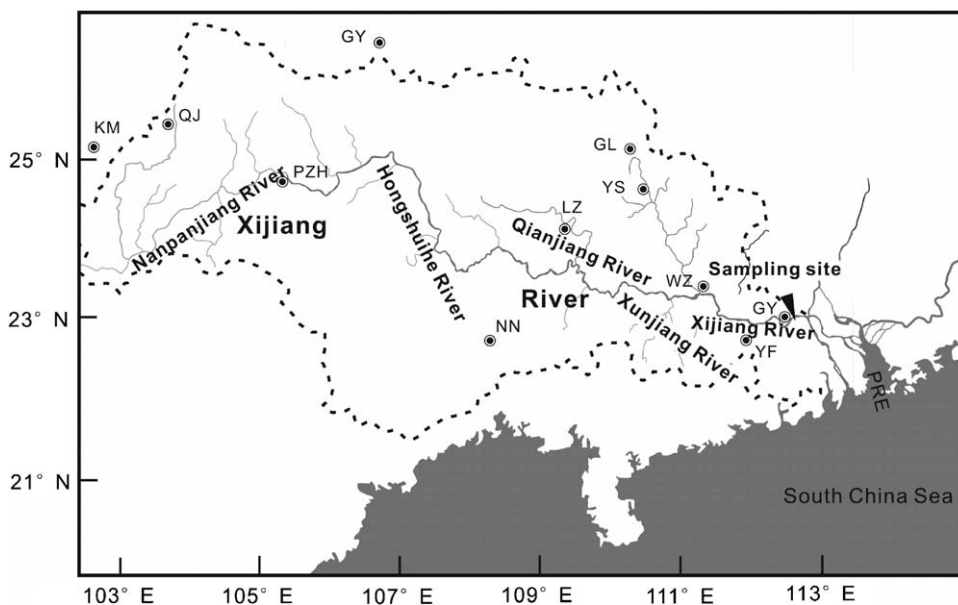 GY
QJ
KM
25° N
GL
PZH
YS
LZ
Nanpanjiang River
Xijiang
Hongshuihe River
Qianjiang River
Sampling site
WZ
River
GY
23° N
Xunjiang River
Xijiang River
NN
YF
PRE
21° N
South China Sea
103° E
105° E
107° E
109° E
111° E
113° E